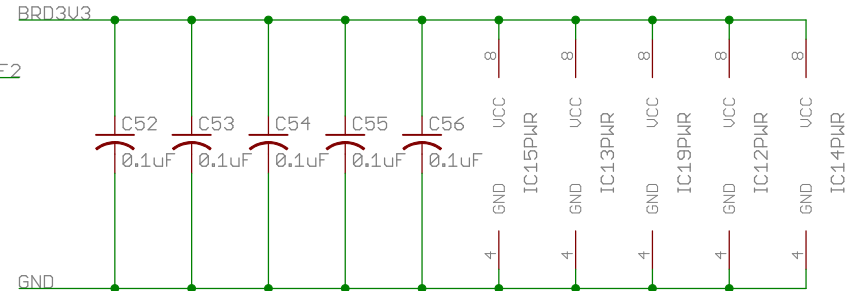 BRD3V3
F2
8 8 8 8 8
C52 C53 C54 C55 C56
VCC VCC VCC VCC VCC
0.1uF 0.1uF 0.1uF 0.1uF 0.1uF
IC15PWR IC13PWR IC19PWR IC12PWR IC14PWR
GND GND GND GND GND
4 4 4 4 4
GND